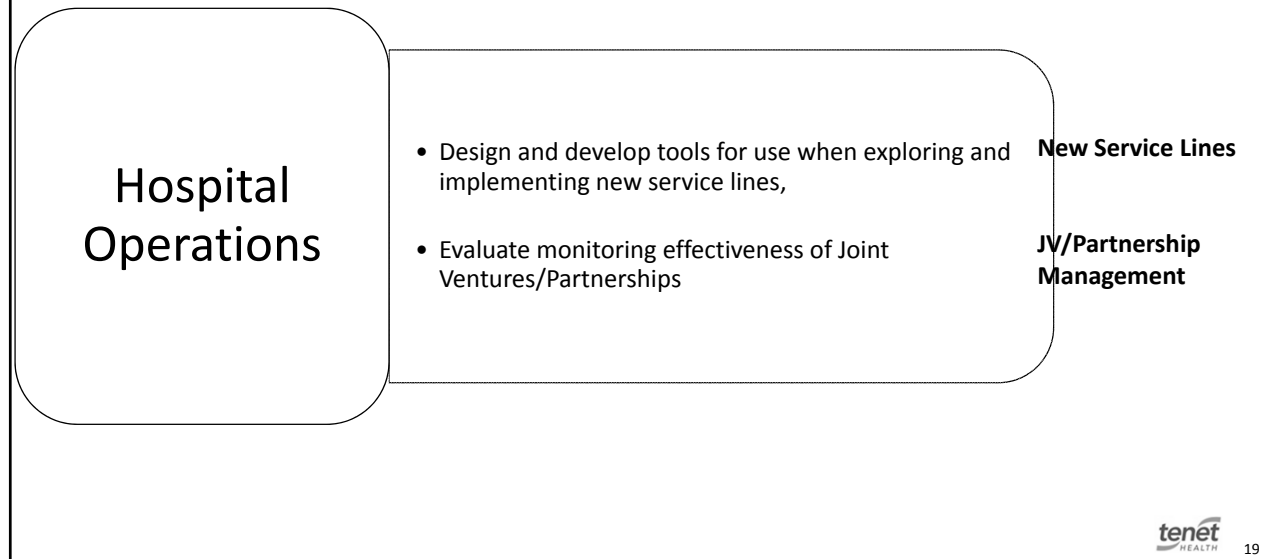 Hospital
Operations
• Design and develop tools for use when exploring and
implementing new service lines,
New Service Lines
• Evaluate monitoring effectiveness of Joint
Ventures/Partnerships
JV/Partnership
Management
tenet
HEALTH
19